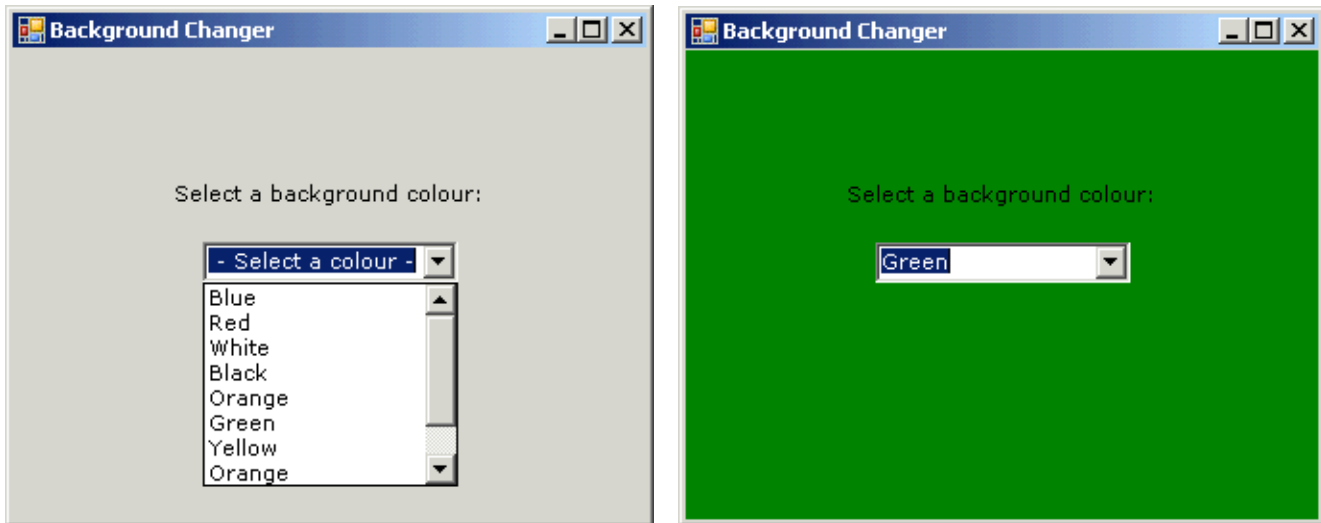 Background Changer
Select a background colour:
- Select a colour -
Blue
Red
White
Black
Orange
Green
Yellow
Orange
Background Changer
Select a background colour:
Green